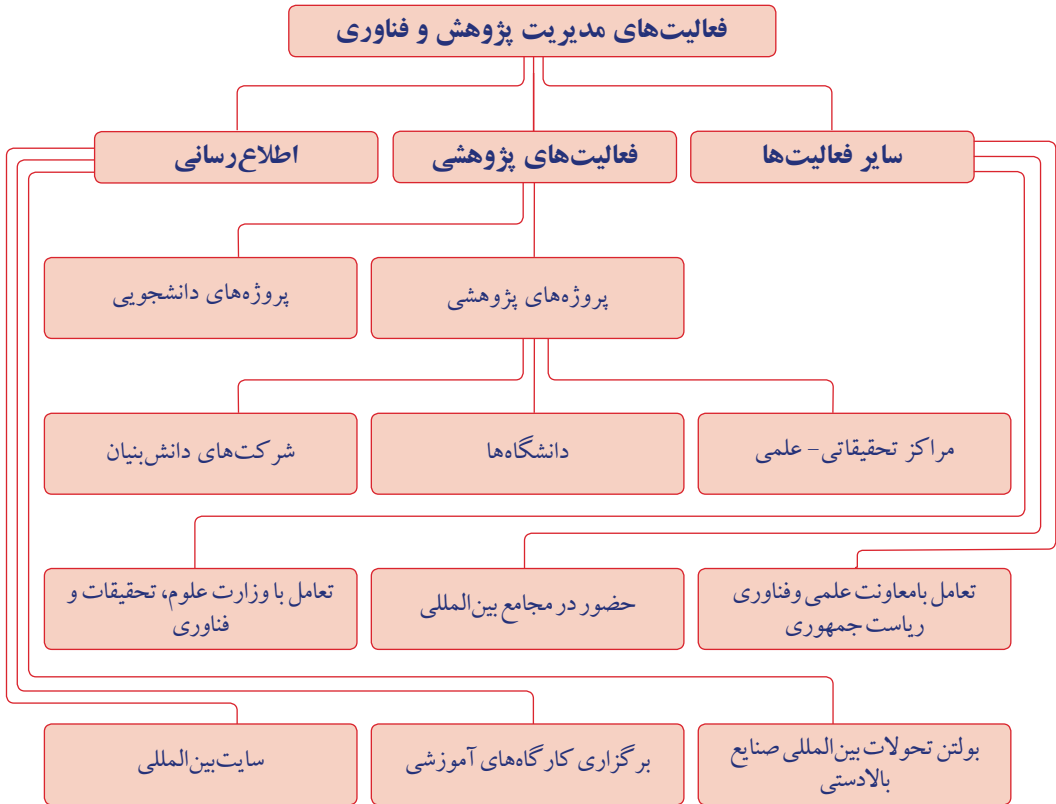 فعالیت‌های مدیریت پژوهش و فناوری
سایر فعالیت‌ها
فعالیت‌های پژوهشی
اطلاع‌رسانی
پروژه‌های پژوهشی
پروژه‌های دانشجویی
مراکز تحقیقاتی- علمی
دانشگاه‌ها
شرکت‌های دانش‌بنیان
تعامل با معاونت علمی و فناوری
ریاست جمهوری
حضور در مجامع بین‌المللی
تعامل با وزارت علوم، تحقیقات و
فناوری
بولتن تحولات بین‌المللی صنایع
بالادستی
برگزاری کارگاه‌های آموزشی
سایت بین‌المللی